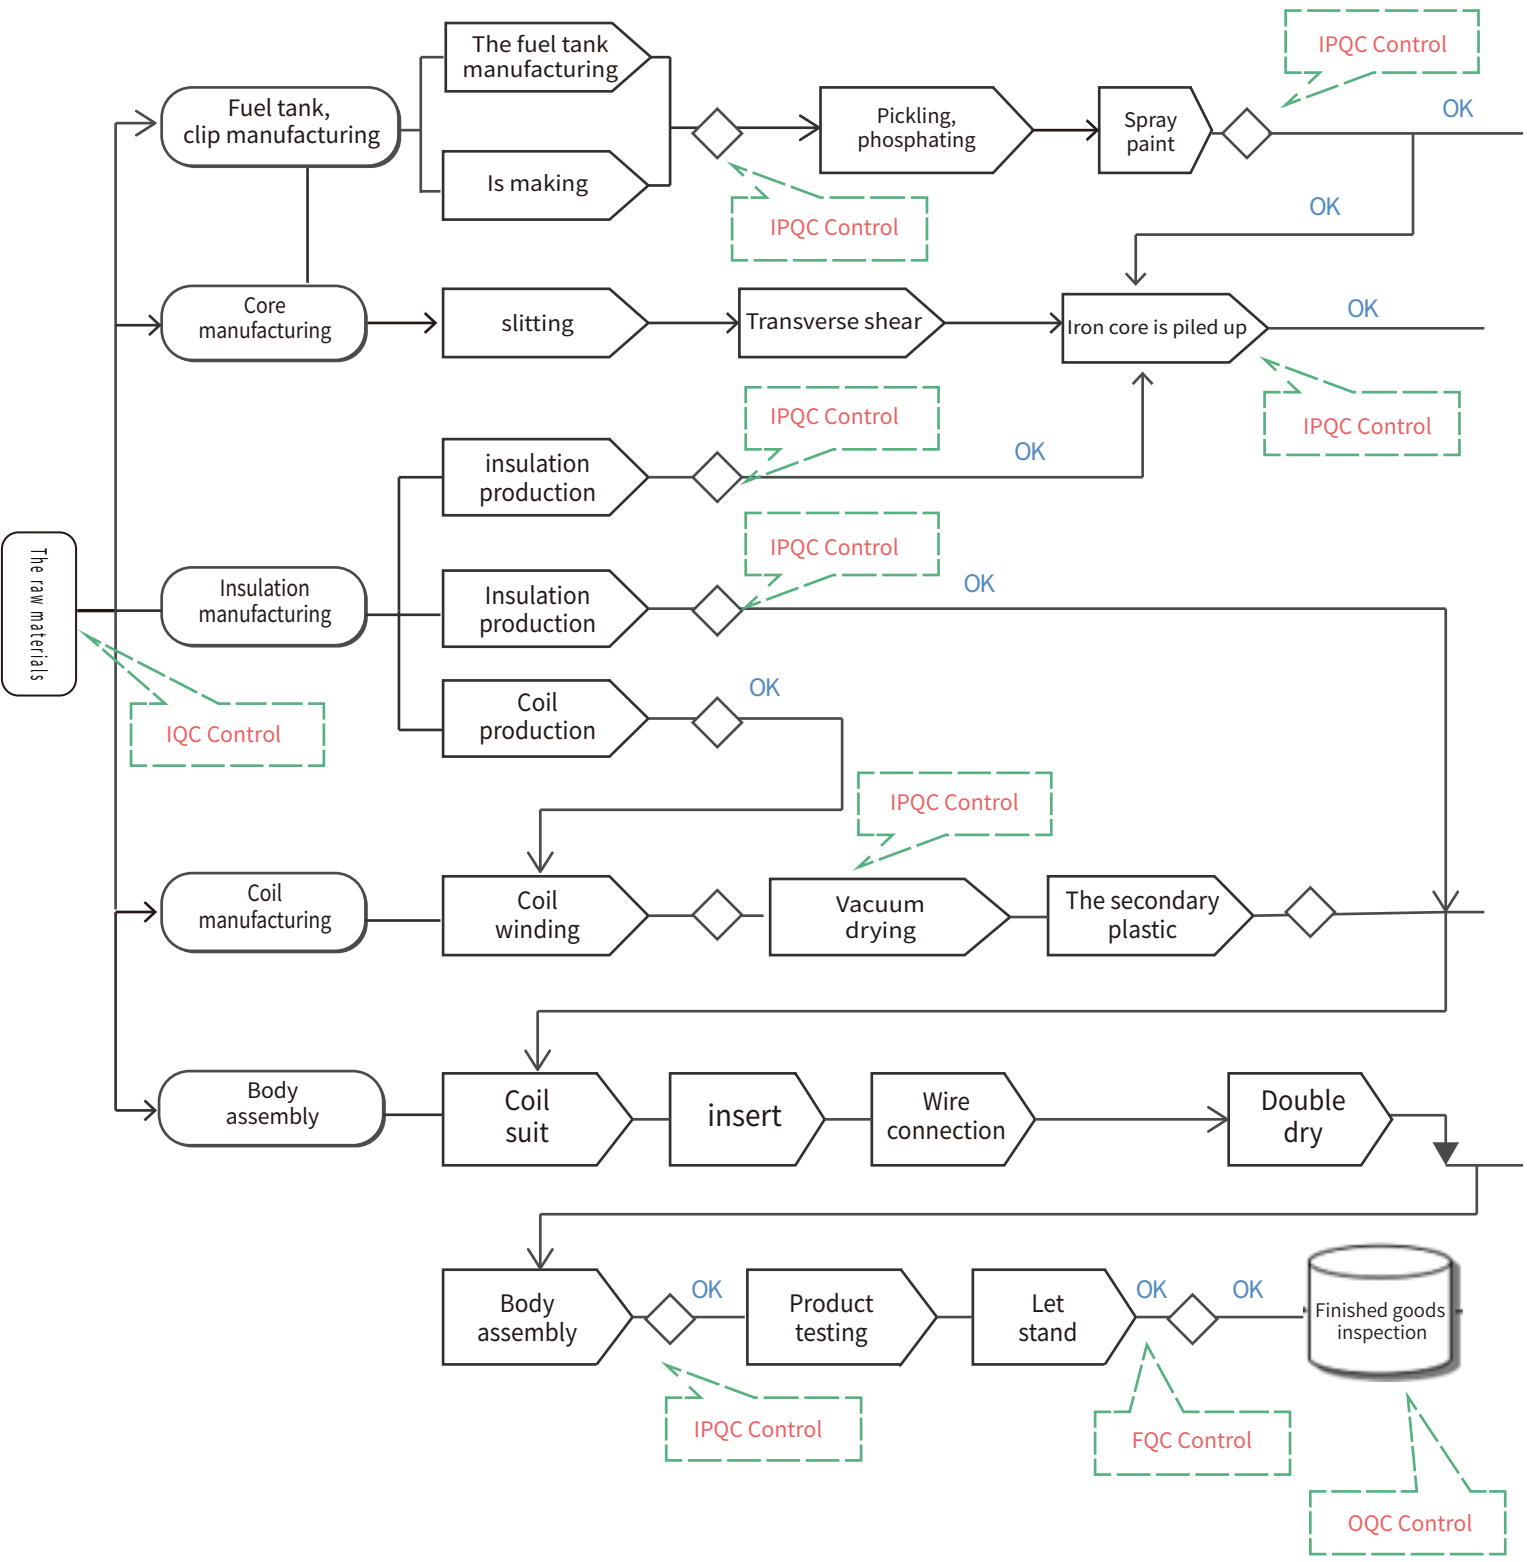 IPQC Control
The fuel tank
manufacturing
Fuel tank,
clip manufacturing
OK
Pickling,
phosphating
Spray
paint
Is making
IPQC Control
OK
Core
manufacturing
slitting
Transverse shear
Iron core is piled up
OK
IPQC Control
IPQC Control
OK
insulation
production
The raw materials
Insulation
manufacturing
Insulation
production
IPQC Control
OK
Coil
production
OK
IQC Control
IPQC Control
Coil
manufacturing
Coil
winding
Vacuum
drying
The secondary
plastic
Body
assembly
Coil
suit
insert
Wire
connection
Double
dry
Body
assembly
OK
Product
testing
Let
stand
OK
OK
Finished goods
inspection
IPQC Control
FQC Control
OQC Control